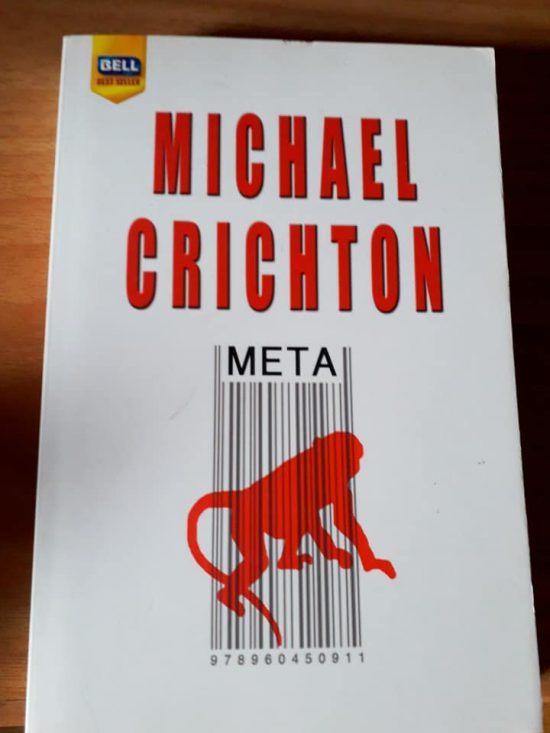 BELL
BEST SELLER
MICHAEL
CRICHTON
ΜΕΤΑ
978960450911